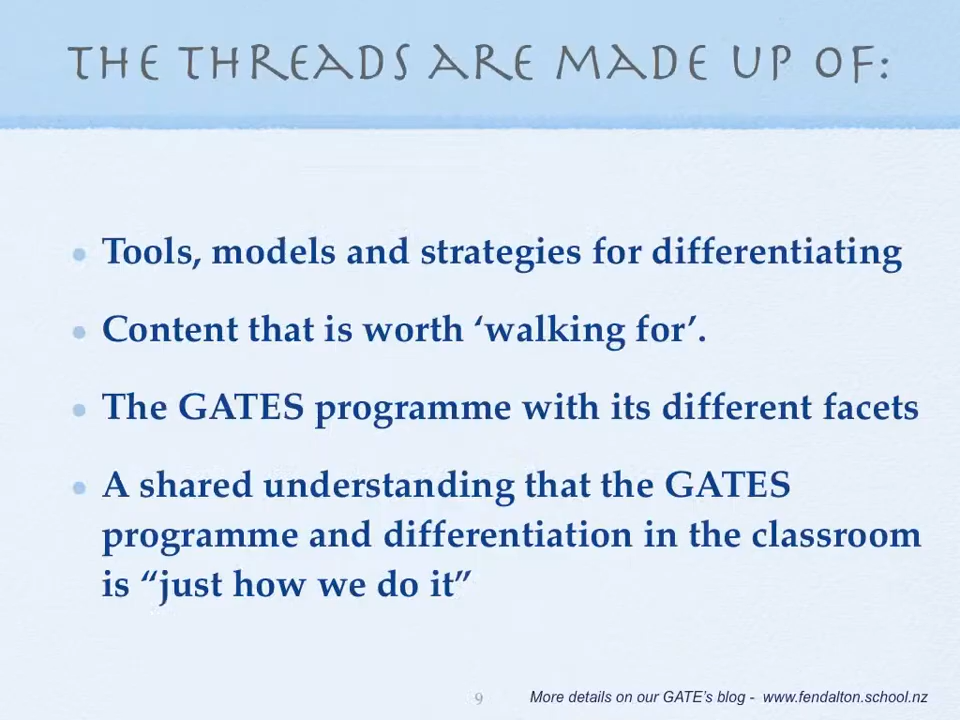 THE THREADS ARE MADE UP OF:
• Tools, models and strategies for differentiating
• Content that is worth ‘walking for’.
• The GATES programme with its different facets
• A shared understanding that the GATES
programme and differentiation in the classroom
is “just how we do it”
9
More details on our GATE’s blog - www.fendalton.school.nz